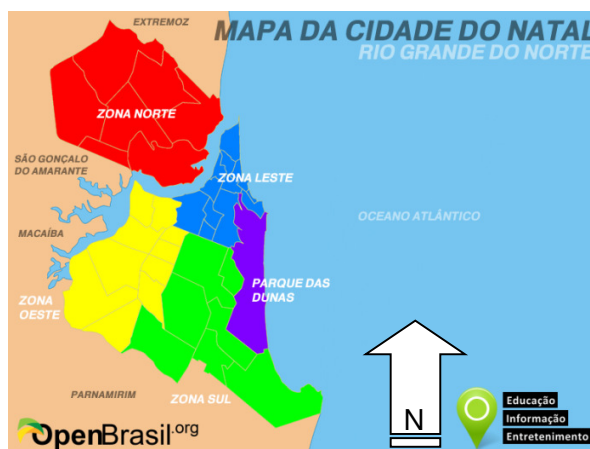 EXTREMOZ
MAPA DA CIDADE DO NATAL
RIO GRANDE DO NORTE
ZONA NORTE
SÃO GONÇALO
DO AMARANTE
ZONA LESTE
OCEANO ATLÂNTICO
MACAÍBA
PARQUE DAS
DUNAS
ZONA
OESTE
PARNAMIRIM
ZONA SUL
N
Educação
Informação
Entretenimento
OpenBrasil.org